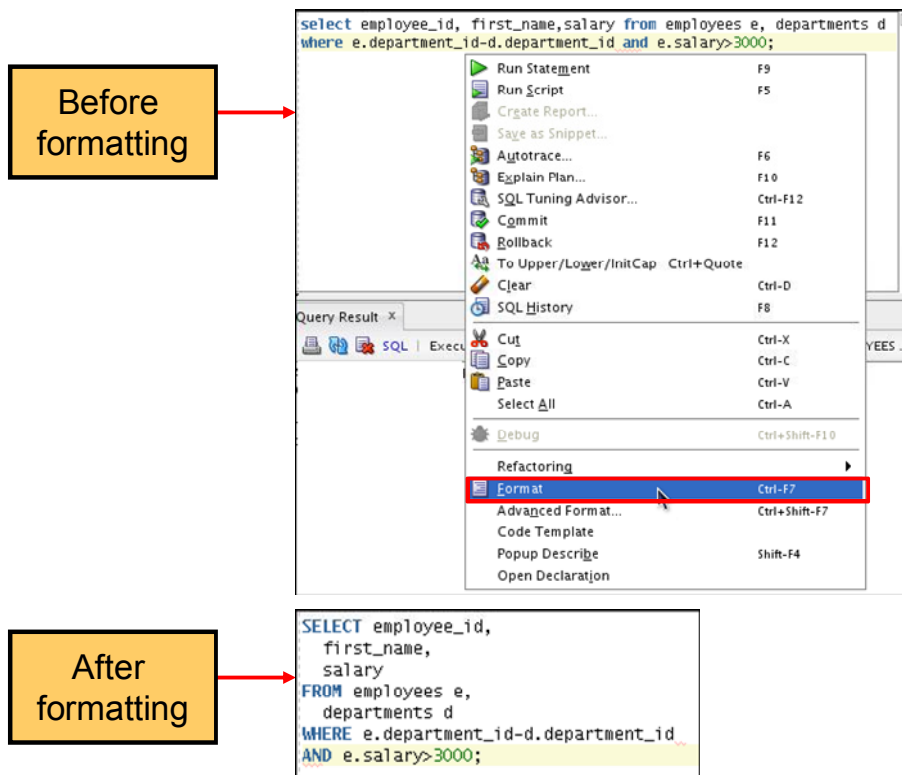 select employee_id, first_name,salary from employees e, departments d
where e.department_id-d.department_id and e.salary>3000;
Before
formatting
Run Statement F9
Run Script F5
Create Report...
Save as Snippet...
Autotrace... F6
Explain Plan... F10
SQL Tuning Advisor... Ctrl-F12
Commit F11
Rollback F12
To Upper/Lower/InitCap Ctrl+Quote
Clear Ctrl-D
SQL History F8
Query Result x
SQL | Execu
YEES
Cut Ctrl-X
Copy Ctrl-C
Paste Ctrl-V
Select All Ctrl-A
Debug Ctrl+Shift-F10
Refactoring
Format Ctrl-F7
Advanced Format... Ctrl+Shift-F7
Code Template
Popup Describe Shift-F4
Open Declaration
After
formatting
SELECT employee_id,
first_name,
salary
FROM employees e,
departments d
WHERE e.department_id-d.department_id
AND e.salary>3000;